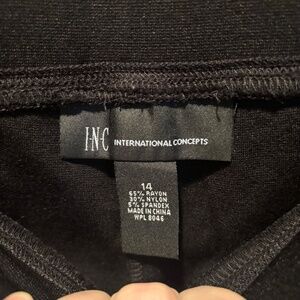 I·N·C INTERNATIONAL CONCEPTS
14
65% RAYON
30% NYLON
5% SPANDEX
MADE IN CHINA
WPL 8046